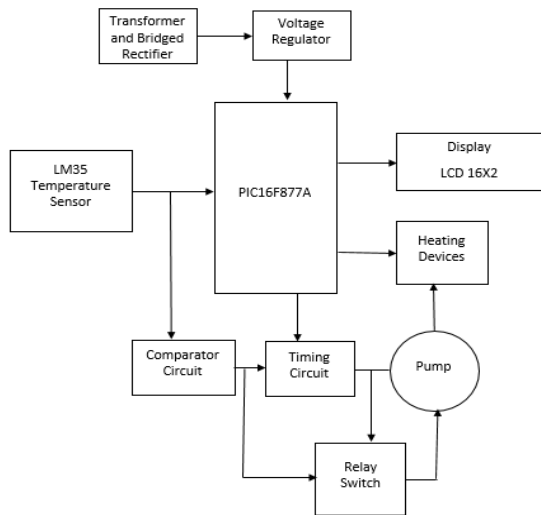 Transformer
and Bridged
Rectifier
Voltage
Regulator
LM35
Temperature
Sensor
PIC16F877A
Display
LCD 16X2
Heating
Devices
Comparator
Circuit
Timing
Circuit
Pump
Relay
Switch